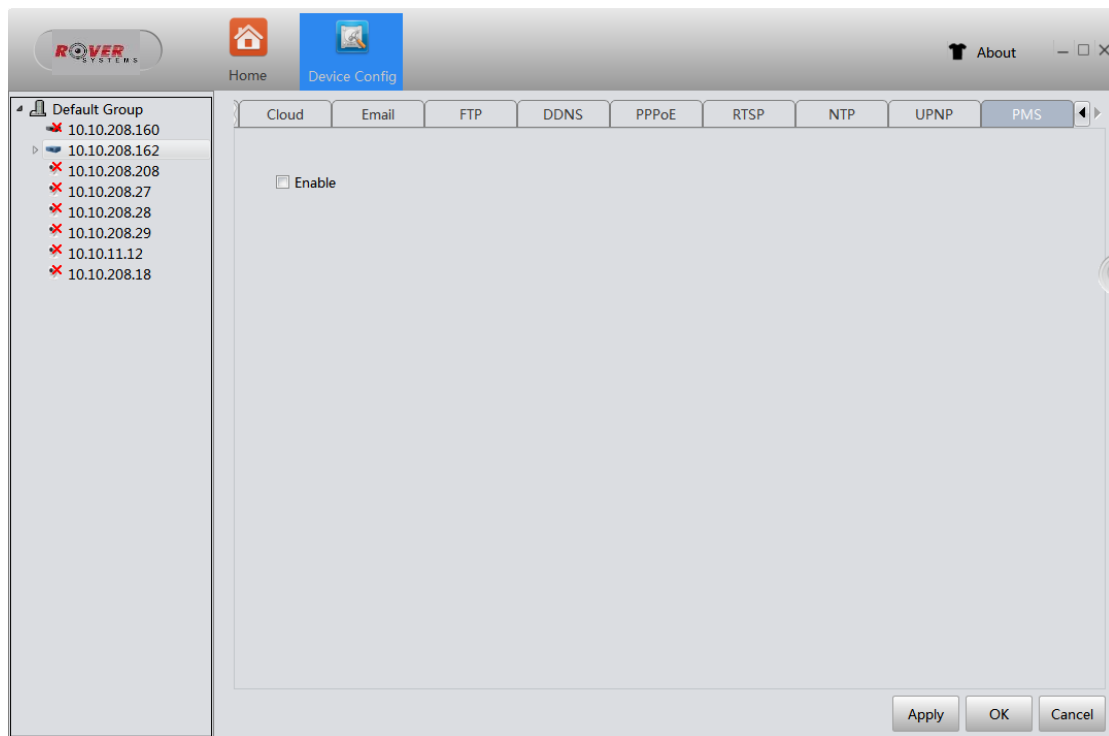 ROVER
SYSTEMS
Home
Device Config
About
Default Group
10.10.208.160
10.10.208.162
10.10.208.208
10.10.208.27
10.10.208.28
10.10.208.29
10.10.11.12
10.10.208.18
Cloud Email FTP DDNS PPPoE RTSP NTP UPNP PMS
Enable
Apply OK Cancel